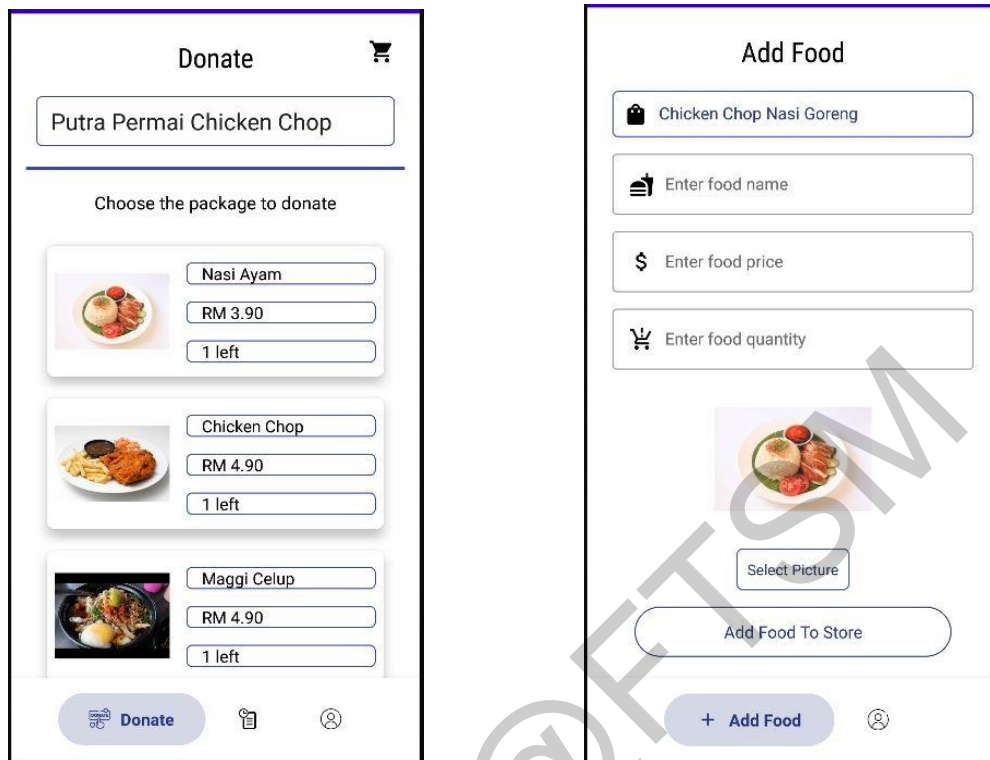 Donate
Putra Permai Chicken Chop
Choose the package to donate
Nasi Ayam
RM 3.90
1 left
Chicken Chop
RM 4.90
1 left
Maggi Celup
RM 4.90
1 left
Donate
Add Food
Chicken Chop Nasi Goreng
Enter food name
$ Enter food price
Enter food quantity
Select Picture
Add Food To Store
+ Add Food
@FTSM